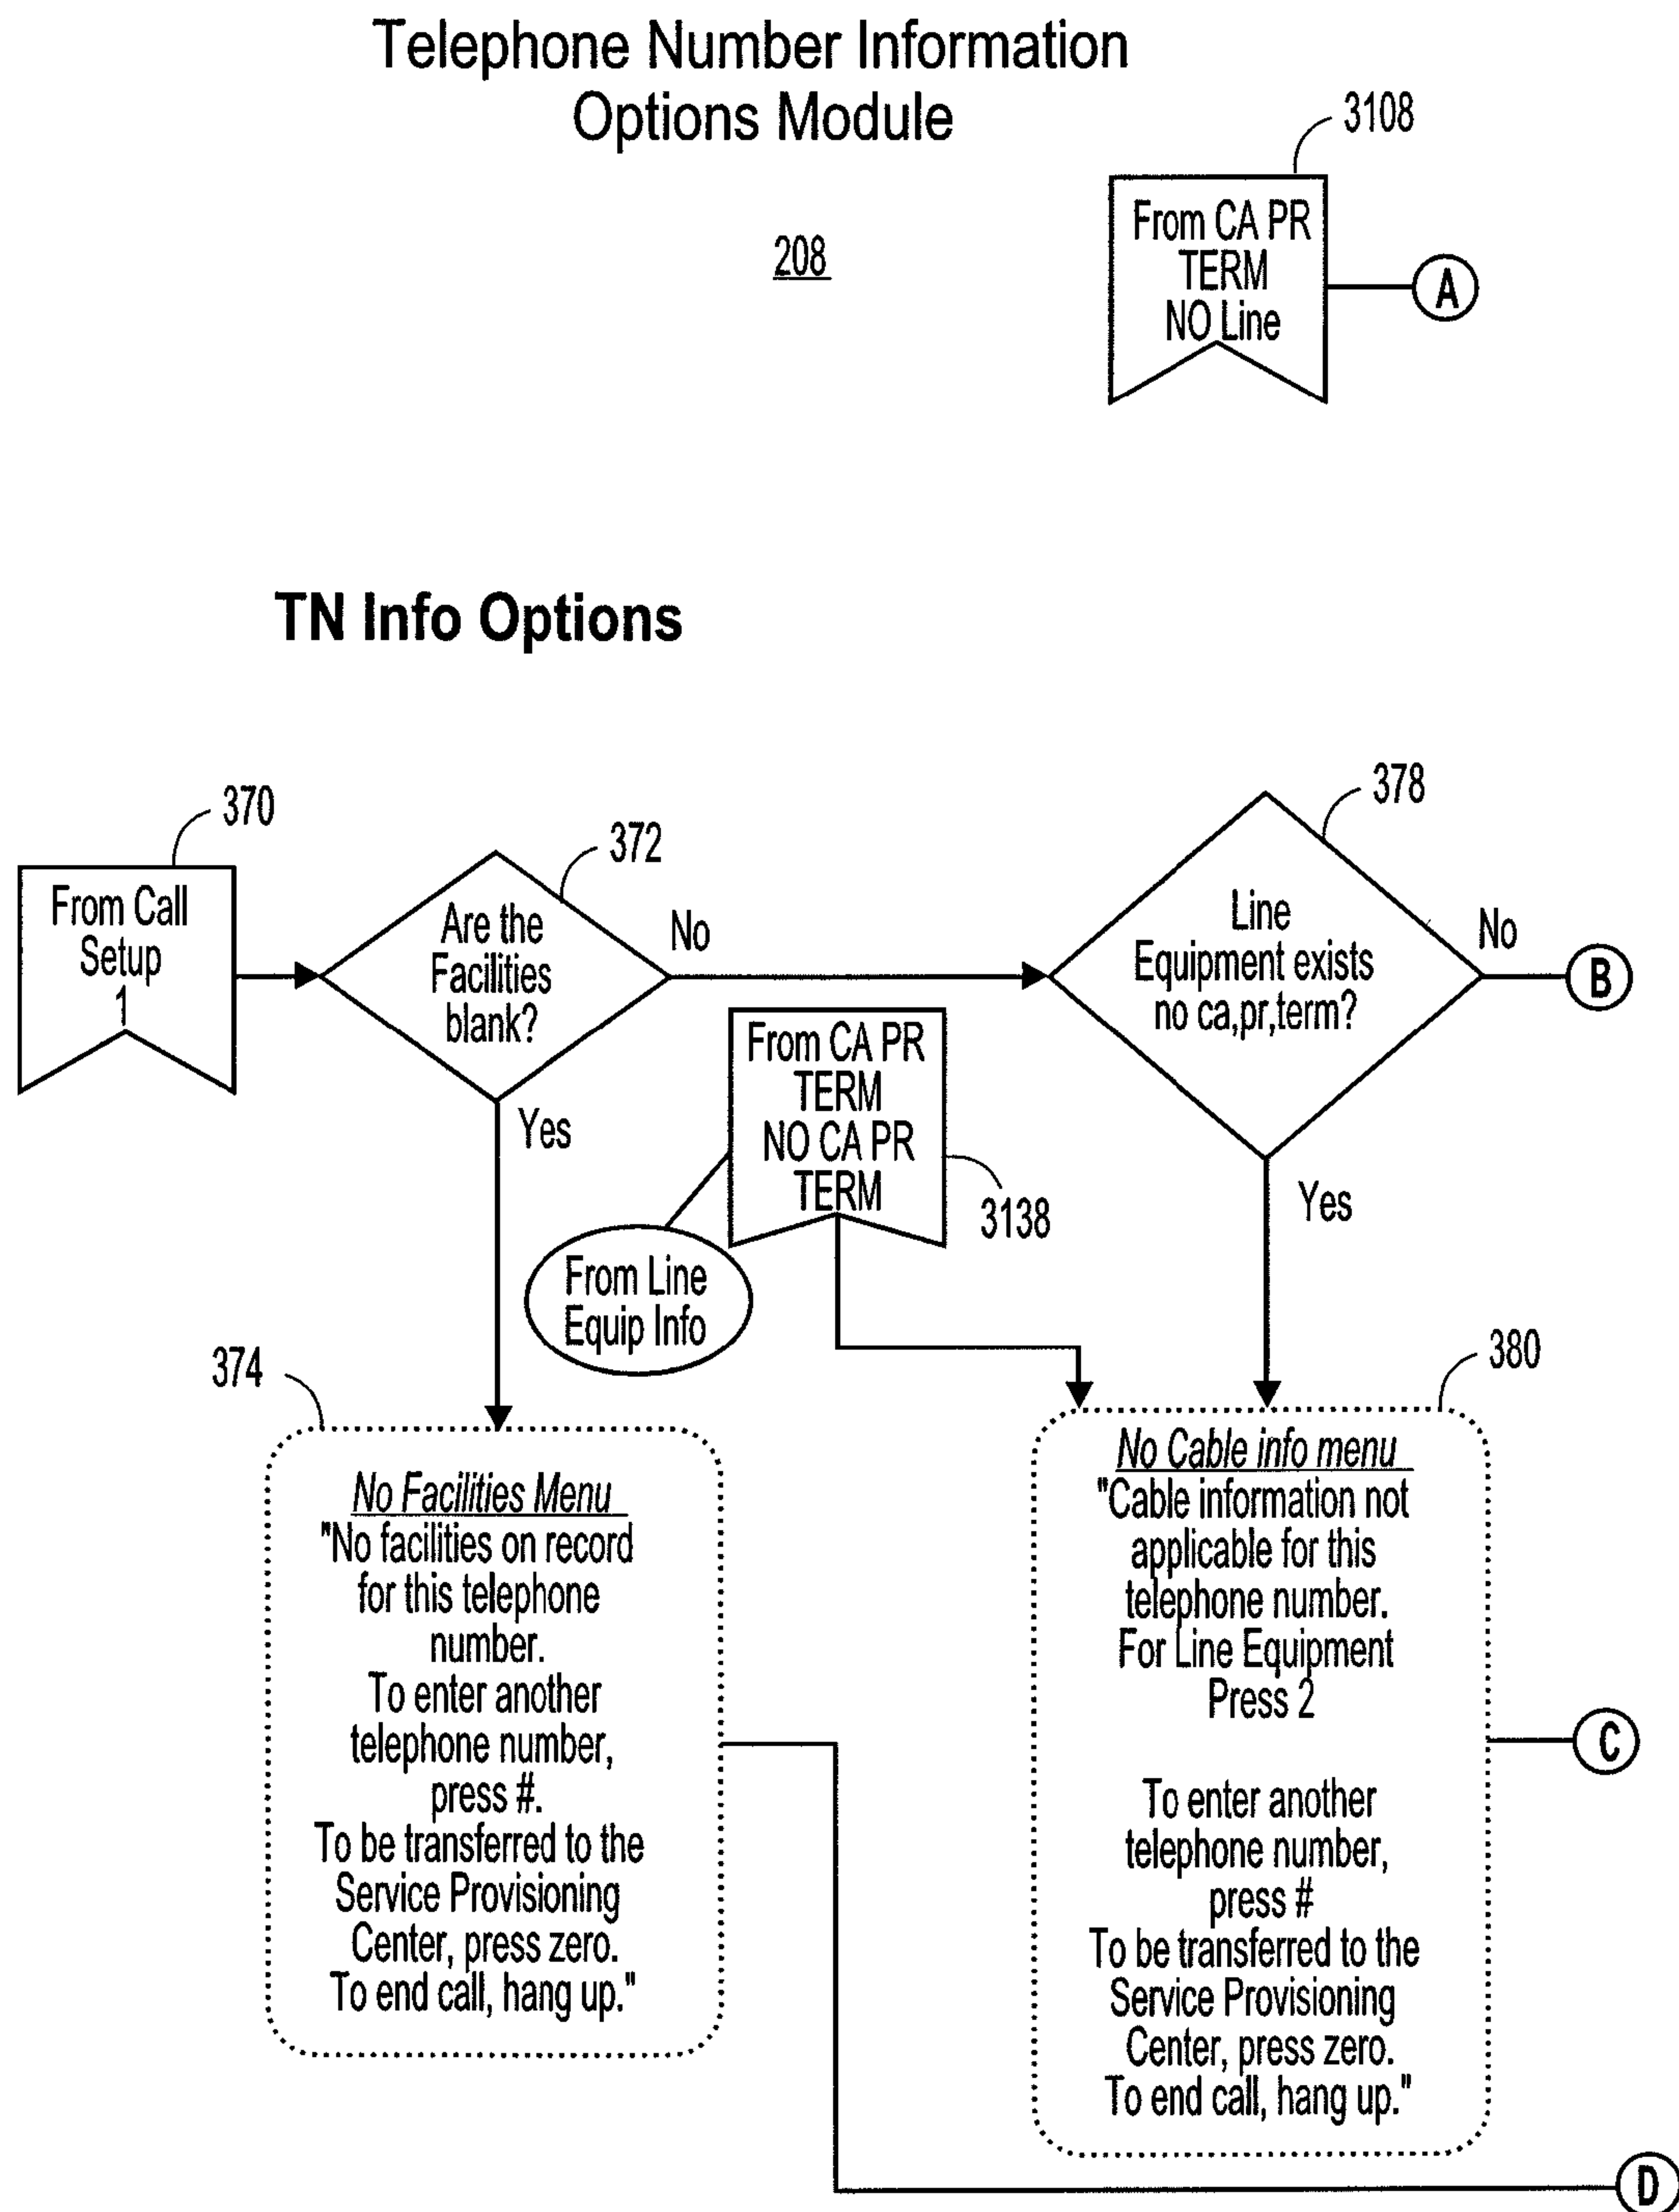 Telephone Number Information
Options Module
208
3108
From CA PR
TERM
NO Line
A
TN Info Options
370
From Call
Setup
1
372
Are the
Facilities
blank?
No
Yes
378
Line
Equipment exists
no ca,pr,term?
No
B
Yes
From CA PR
TERM
NO CA PR
TERM
3138
From Line
Equip Info
374
No Facilities Menu
"No facilities on record
for this telephone
number.
To enter another
telephone number,
press #.
To be transferred to the
Service Provisioning
Center, press zero.
To end call, hang up."
380
No Cable info menu
"Cable information not
applicable for this
telephone number.
For Line Equipment
Press 2
To enter another
telephone number,
press #
To be transferred to the
Service Provisioning
Center, press zero.
To end call, hang up."
C
D